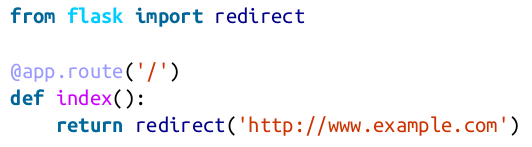 from flask import redirect

@app.route('/')
def index():
    return redirect('http://www.example.com')